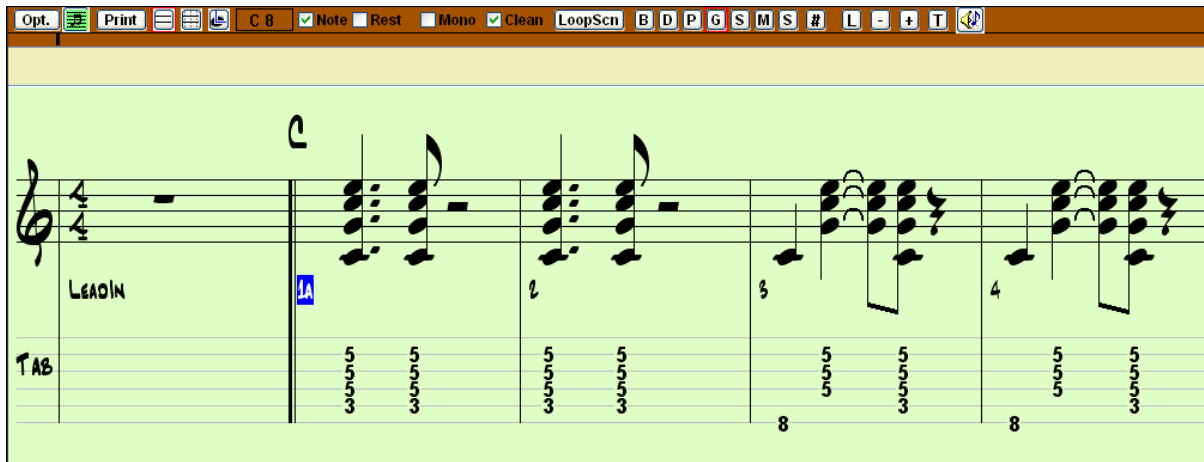 Opt. Print C 8 Note Rest Mono Clean LoopScn B D P G S M S # L - + T
C
4
4
LeadIn 1A 2 3 4
TAB
5 5 5 5 5 5 5 5
5 5 5 5 5 5 5 5
5 5 5 5 5 5 5 5
3 3 3 3 3 3
8 8